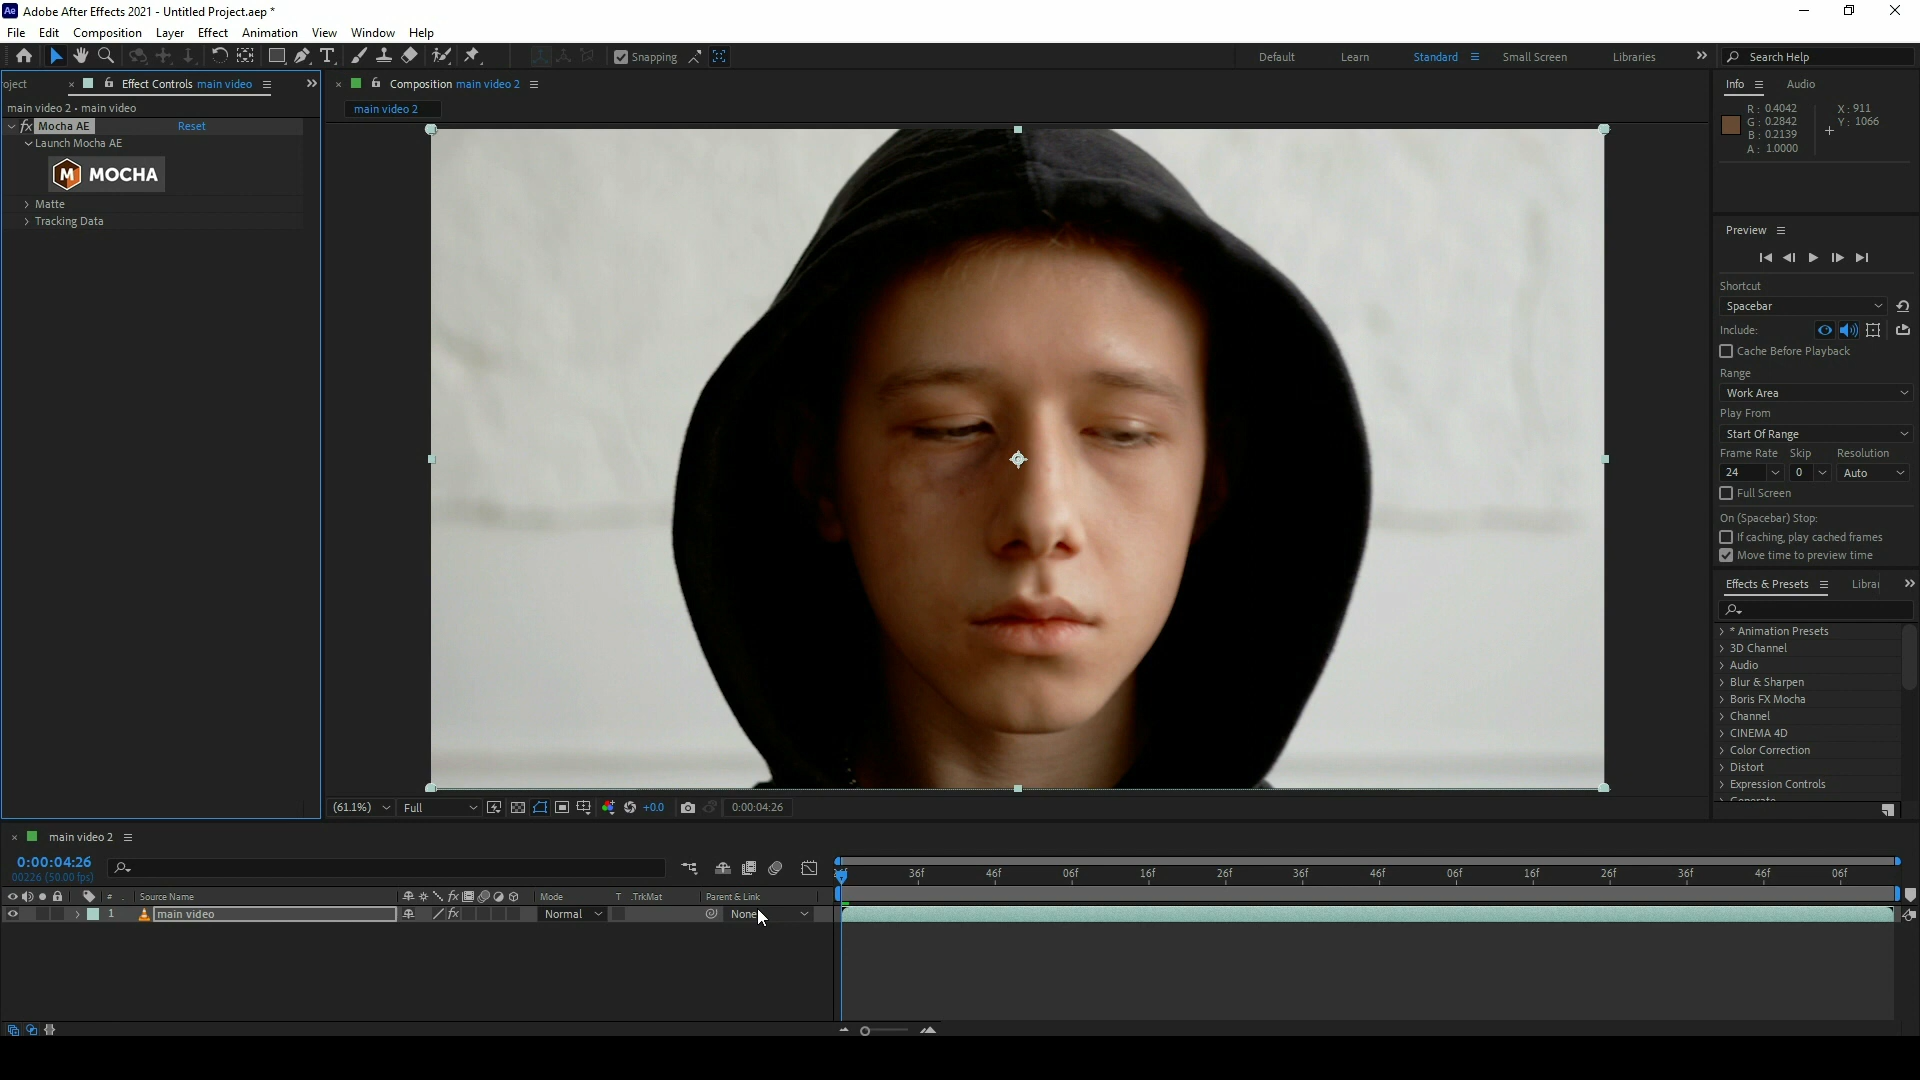 Ae Adobe After Effects 2021 - Untitled Project.aep *
File Edit Composition Layer Effect Animation View Window Help
Snapping Default Learn Standard Small Screen Libraries Search Help
oject Effect Controls main video
main video 2 • main video
fx Mocha AE Reset
Launch Mocha AE
M MOCHA
Matte
Tracking Data
Composition main video 2
main video 2
(61.1%) Full +0.0 0:00:04:26
Info Audio
R: 0.4042 X: 911
G: 0.2842 Y: 1066
B: 0.2139
A: 1.0000
Preview
Shortcut
Spacebar
Include:
Cache Before Playback
Range
Work Area
Play From
Start Of Range
Frame Rate Skip Resolution
24 0 Auto
Full Screen
On (Spacebar) Stop:
If caching, play cached frames
Move time to preview time
Effects & Presets Librar
* Animation Presets
3D Channel
Audio
Blur & Sharpen
Boris FX Mocha
Channel
CINEMA 4D
Color Correction
Distort
Expression Controls
Generate
main video 2
0:00:04:26
00226 (50.00 fps)
36f 46f 06f 16f 26f 36f 46f 06f 16f 26f 36f 46f 06f
# . Source Name fx Mode T .TrkMat Parent & Link
1 main video fx Normal None